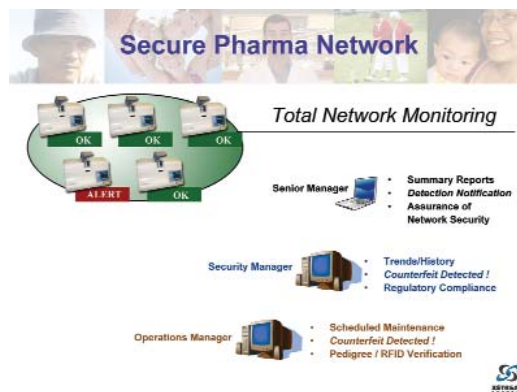 Secure Pharma Network
OK
OK
OK
ALERT
OK
Total Network Monitoring
Senior Manager
• Summary Reports
• Detection Notification
• Assurance of
Network Security
Security Manager
• Trende/History
• Counterfeit Detected !
• Regulatory Compliance
Operations Manager
• Scheduled Maintenance
• Counterfeit Detected !
• Pedigree / RFID Verification